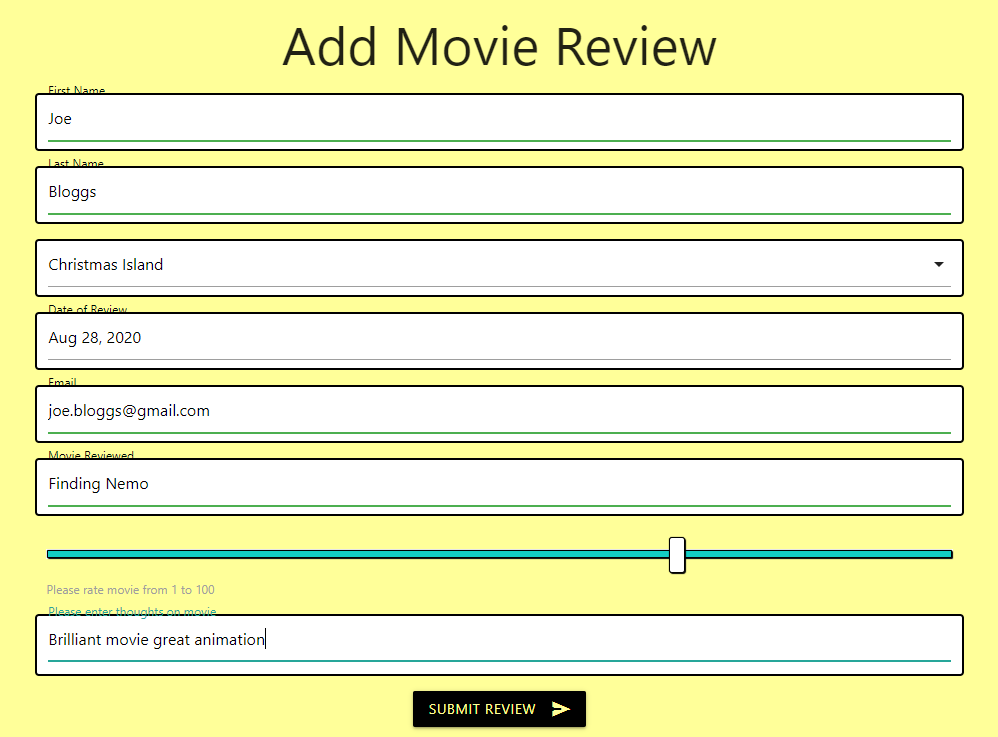 Add Movie Review
First Name
Joe
Last Name
Bloggs
Christmas Island
Date of Review
Aug 28, 2020
Email
joe.bloggs@gmail.com
Movie Reviewed
Finding Nemo
Please rate movie from 1 to 100
Please enter thoughts on movie
Brilliant movie great animation
SUBMIT REVIEW